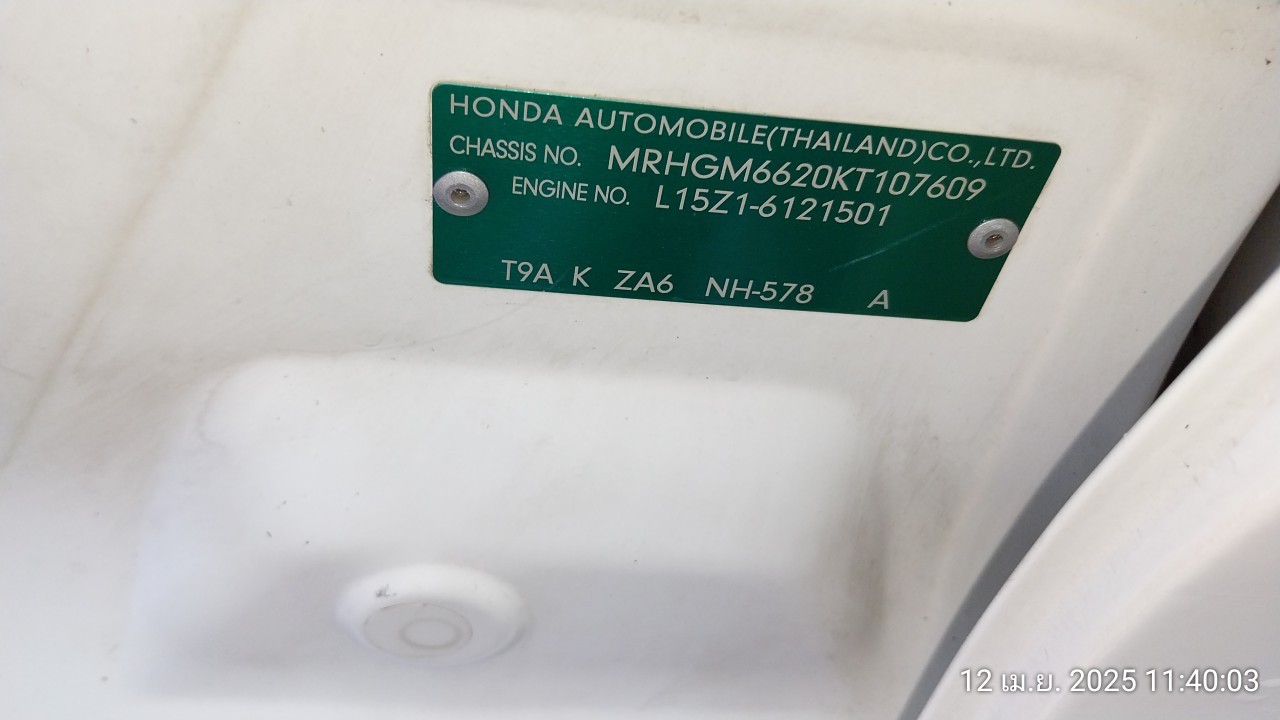 HONDA AUTOMOBILE(THAILAND)CO.,LTD.
CHASSIS NO. MRHGM6620KT107609
ENGINE NO. L15Z1-6121501
T9A K ZA6 NH-578 A
12 เม.ย. 2025 11:40:03